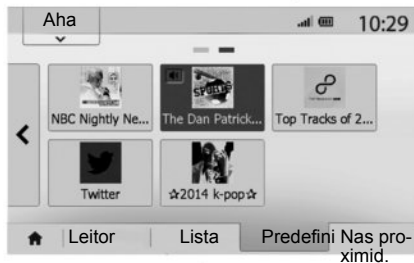 Aha
10:29
NBC Nightly Ne...
The Dan Patrick...
Top Tracks of 2...
Twitter
☆2014 k-pop☆
Leitor
Lista
Predefini
Nas pro-
ximid.